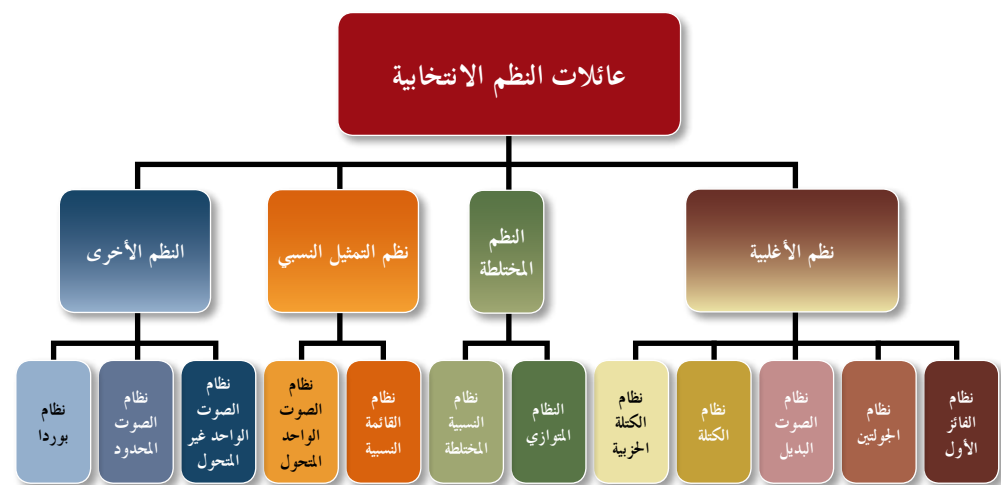 عائلات النظم الانتخابية
نظم الأغلبية
النظم
المختلطة
نظم التمثيل النسبي
النظم الأخرى
نظام
الفائز
الأول
نظام
الجولتين
نظام
الصوت
البديل
نظام
الكتلة
نظام
الكتلة
الحزبية
النظام
المتوازي
نظام
النسبية
المختلطة
نظام
القائمة
النسبية
نظام
الصوت
الواحد
المتحول
نظام
الصوت
الواحد غير
المتحول
نظام
الصوت
المحدود
نظام
بوردا